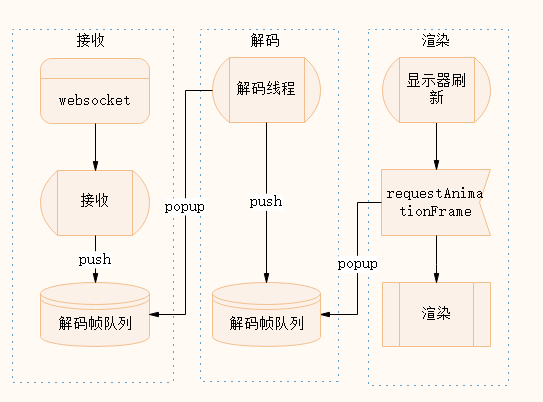 接收
websocket
接收
push
解码帧队列
popup
解码
解码线程
push
解码帧队列
popup
渲染
显示器刷
新
requestAnima
tionFrame
渲染